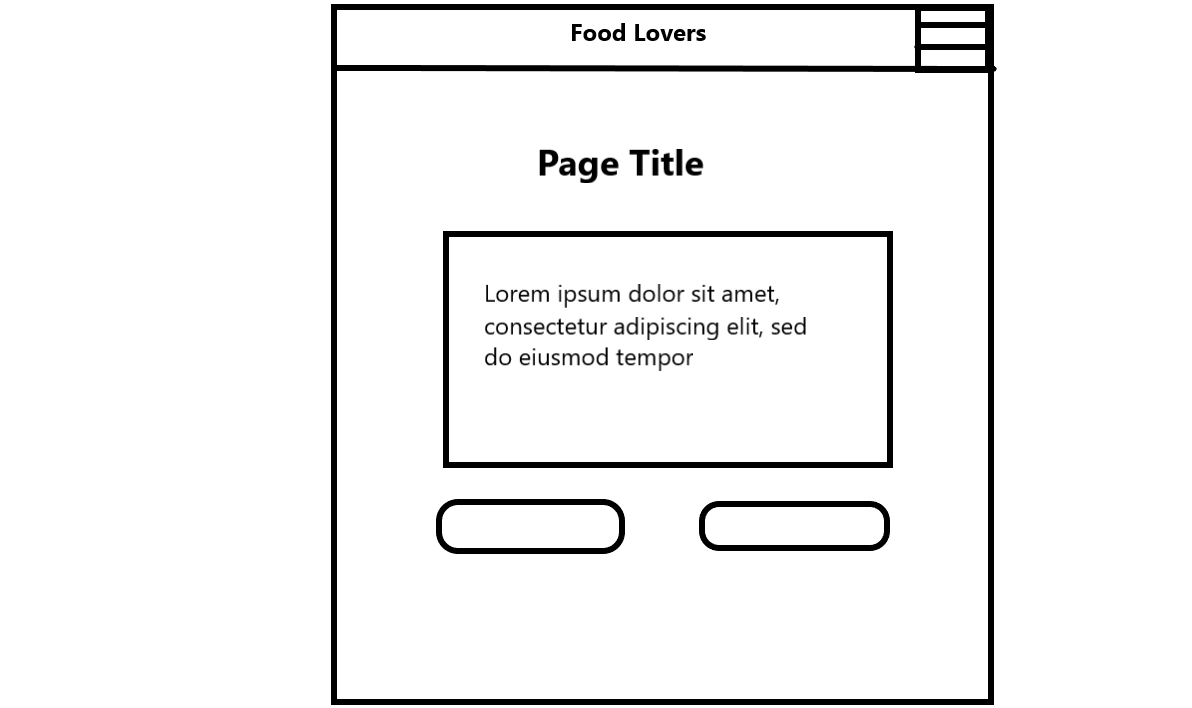 Food Lovers
Page Title
Lorem ipsum dolor sit amet,
consectetur adipiscing elit, sed
do eiusmod tempor